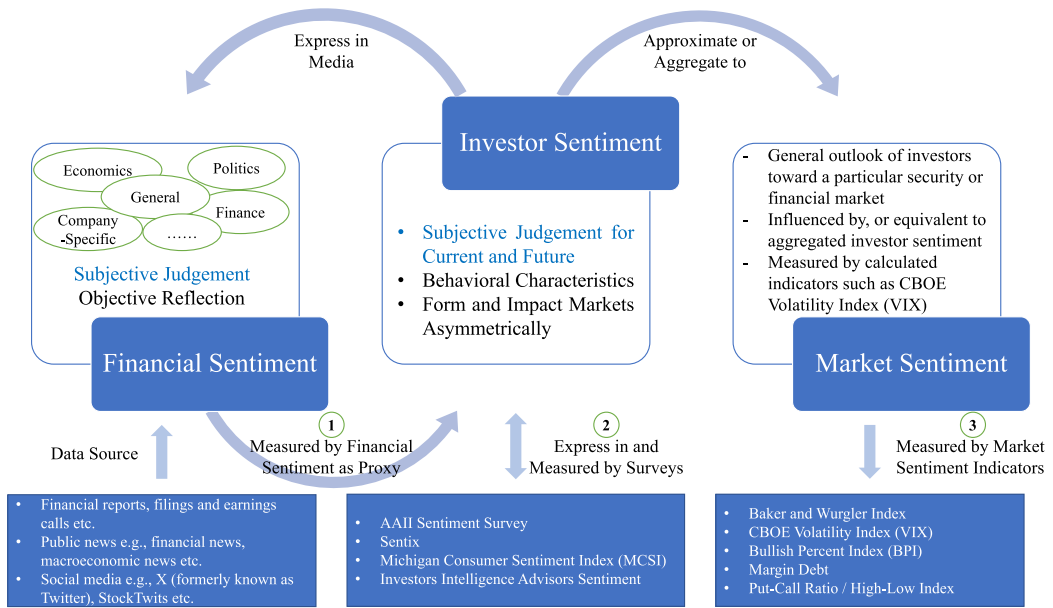 Express in
Media
Approximate or
Aggregate to
Investor Sentiment
Economics
Politics
General
Finance
Company
-Specific
......
Subjective Judgement
Objective Reflection
Financial Sentiment
• Subjective Judgement for
Current and Future
• Behavioral Characteristics
• Form and Impact Markets
Asymmetrically
- General outlook of investors
toward a particular security or
financial market
- Influenced by, or equivalent to
aggregated investor sentiment
- Measured by calculated
indicators such as CBOE
Volatility Index (VIX)
Market Sentiment
Data Source
1
Measured by Financial
Sentiment as Proxy
2
Express in and
Measured by Surveys
3
Measured by Market
Sentiment Indicators
• Financial reports, filings and earnings
calls etc.
• Public news e.g., financial news,
macroeconomic news etc.
• Social media e.g., X (formerly known as
Twitter), StockTwits etc.
• AAII Sentiment Survey
• Sentix
• Michigan Consumer Sentiment Index (MCSI)
• Investors Intelligence Advisors Sentiment
• Baker and Wurgler Index
• CBOE Volatility Index (VIX)
• Bullish Percent Index (BPI)
• Margin Debt
• Put-Call Ratio / High-Low Index